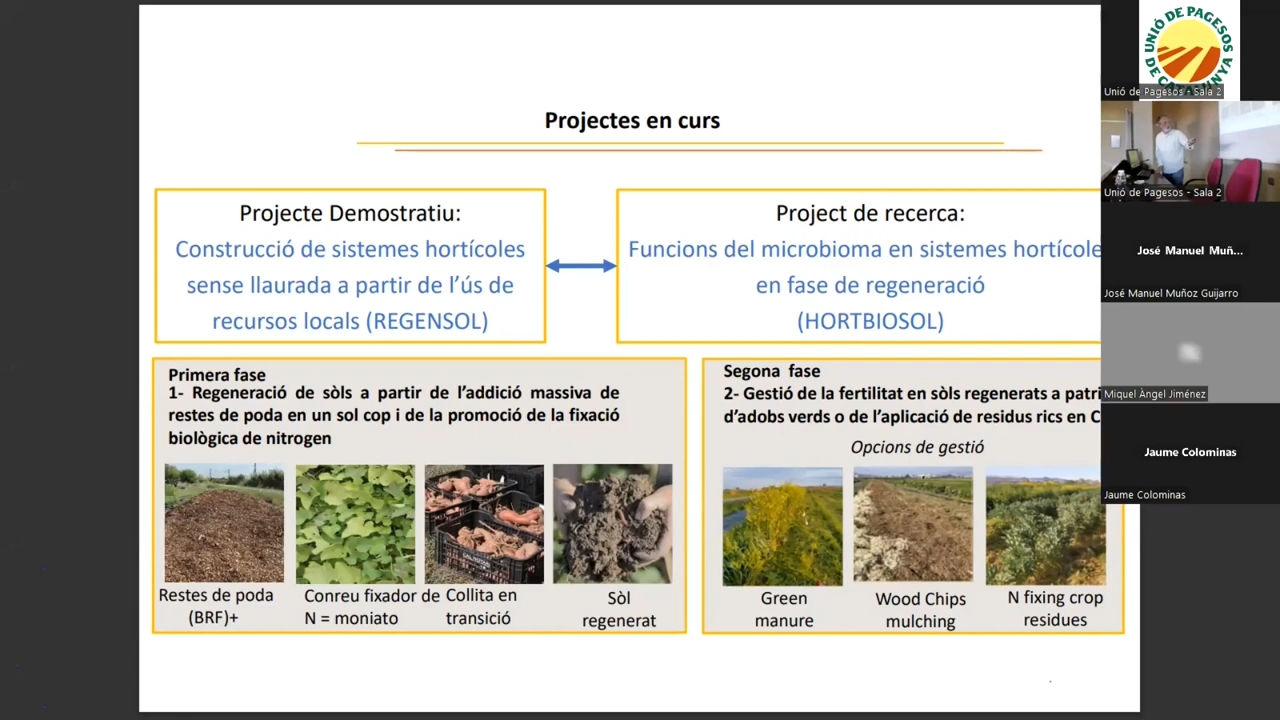 Projectes en curs
Projecte Demostratiu:
Construcció de sistemes hortícoles
sense llaurada a partir de l'ús de
recursos locals (REGENSOL)
Project de recerca:
Funcions del microbioma en sistemes hortícole
en fase de regeneració
(HORTBIOSOL)
Primera fase
1- Regeneració de sòls a partir de l'addició massiva de
restes de poda en un sol cop i de la promoció de la fixació
biològica de nitrogen
Restes de poda
(BRF)+
Conreu fixador de
N = moniato
Collita en
transició
Sòl
regenerat
Segona fase
2- Gestió de la fertilitat en sòls regenerats a patri
d'adobs verds o de l'aplicació de residus rics en C
Opcions de gestió
Green
manure
Wood Chips
mulching
N fixing crop
residues
UNIÓ DE PAGESOS
DE CATALUNYA
Unió de Pagesos - Sala 2
Unió de Pagesos - Sala 2
José Manuel Muñ...
José Manuel Muñoz Guijarro
Miquel Àngel Jiménez
Jaume Colominas
Jaume Colominas